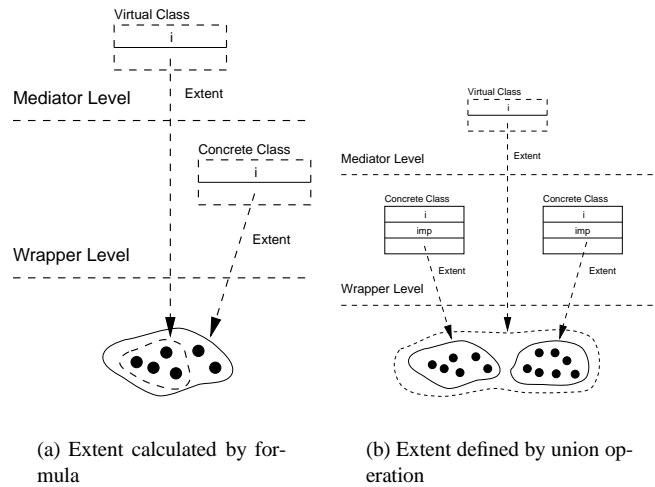 Virtual Class
i
Extent
Mediator Level
Concrete Class
i
Extent
Wrapper Level
(a) Extent calculated by for-
mula
Virtual Class
i
Extent
Mediator Level
Concrete Class
i
imp
Extent
Concrete Class
i
imp
Extent
Wrapper Level
(b) Extent defined by union op-
eration